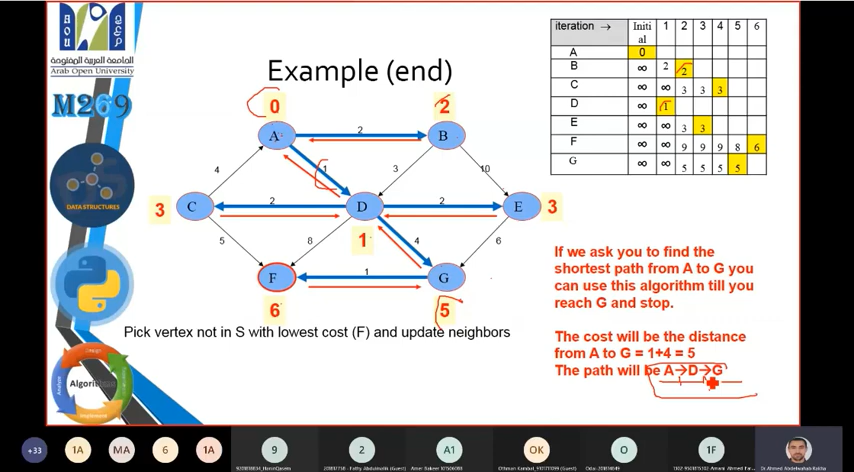 الجامعة العربية المفتوحة
Arab Open University
M269
DATA STRUCTURES
Algorithms
Example (end)
0
2
A
2
B
4
1
3
10
3
C
2
D
2
E
3
1
5
8
4
6
F
1
G
6
5
Pick vertex not in S with lowest cost (F) and update neighbors
iteration → Initi al 1 2 3 4 5 6
A 0
B ∞ 2 2
C ∞ ∞ 3 3 3
D ∞ 1
E ∞ ∞ 3 3
F ∞ ∞ 9 9 9 8 6
G ∞ ∞ 5 5 5 5
If we ask you to find the
shortest path from A to G you
can use this algorithm till you
reach G and stop.
The cost will be the distance
from A to G = 1+4 = 5
The path will be A→D→G
+33
1A
MA
6
1A
9
2
A1
OK
O
1F